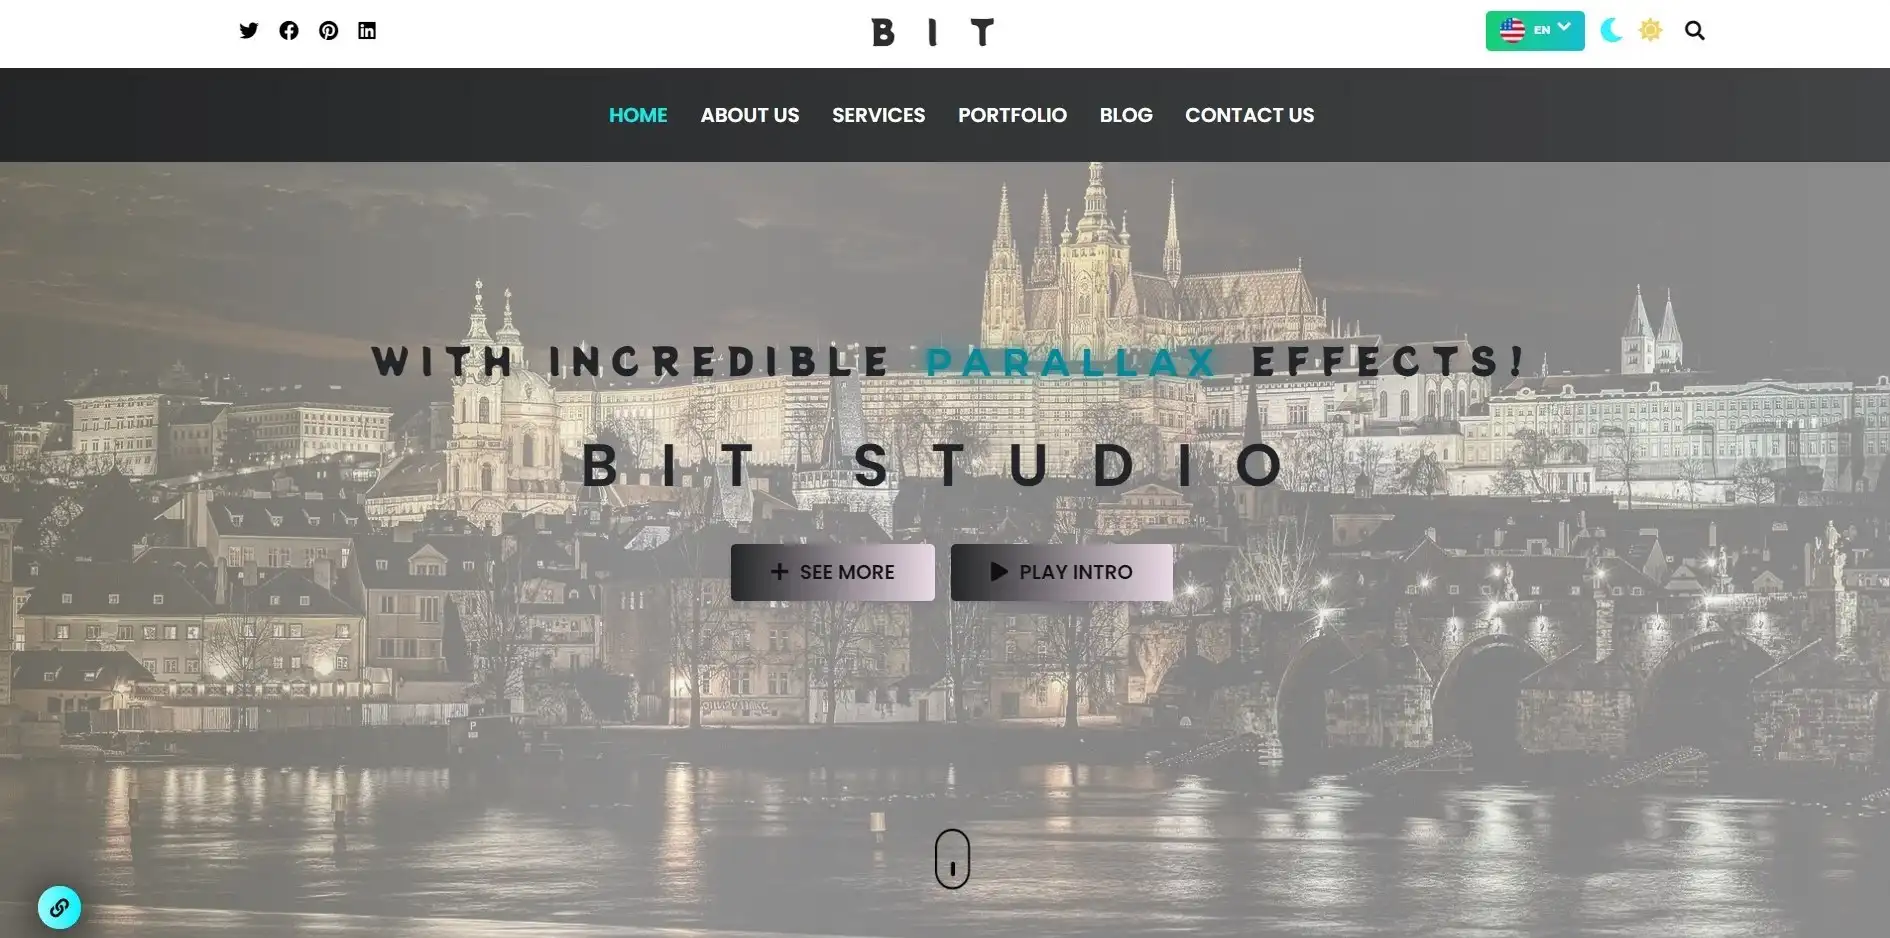 BIT
EN
HOME ABOUT US SERVICES PORTFOLIO BLOG CONTACT US
WITH INCREDIBLE PARALLAX EFFECTS!
BIT STUDIO
SEE MORE
PLAY INTRO